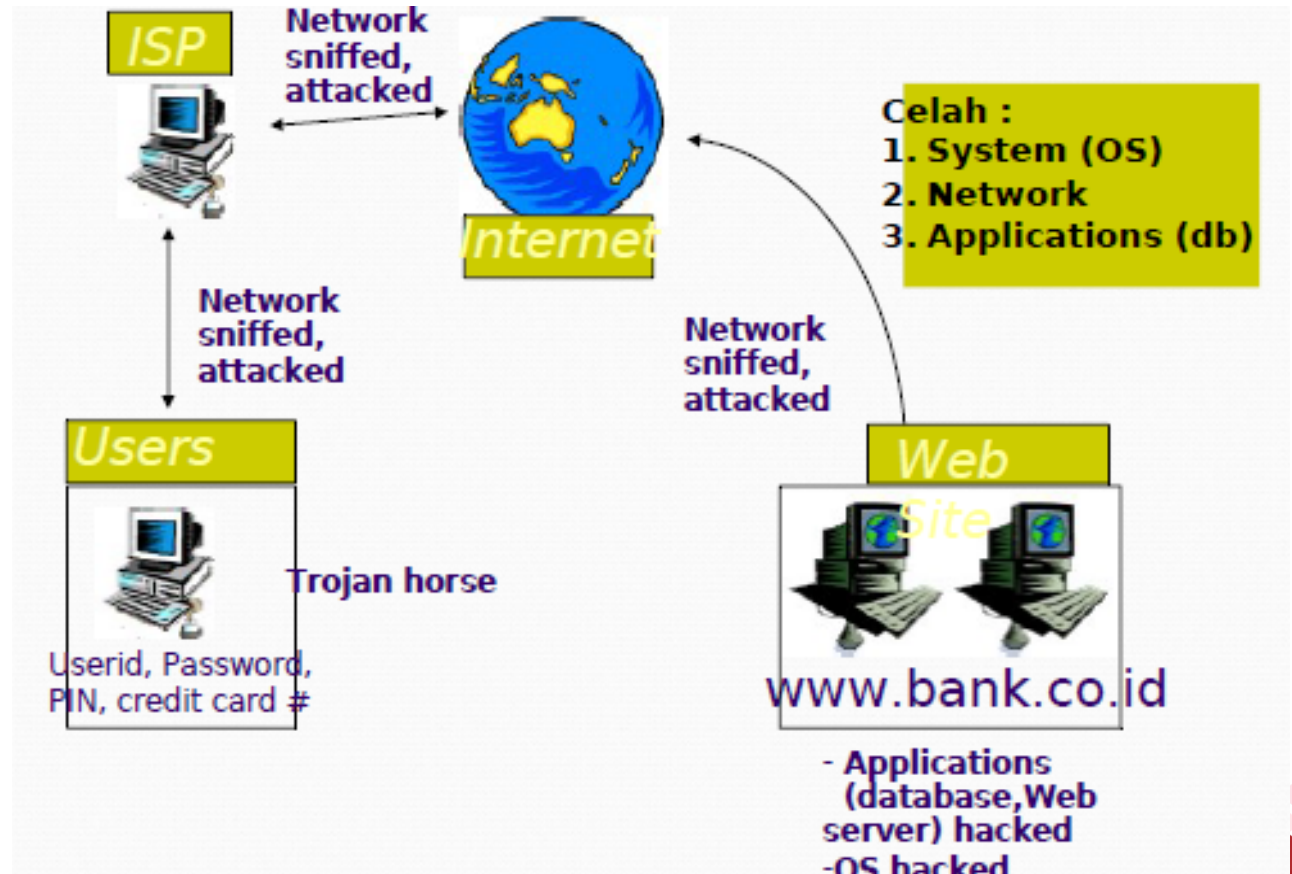 ISP
Network
sniffed,
attacked
Internet
Celah :
1. System (OS)
2. Network
3. Applications (db)
Network
sniffed,
attacked
Network
sniffed,
attacked
Users
Trojan horse
Userid, Password,
PIN, credit card #
Web
Site
www.bank.co.id
- Applications
(database,Web
server) hacked
-OS hacked